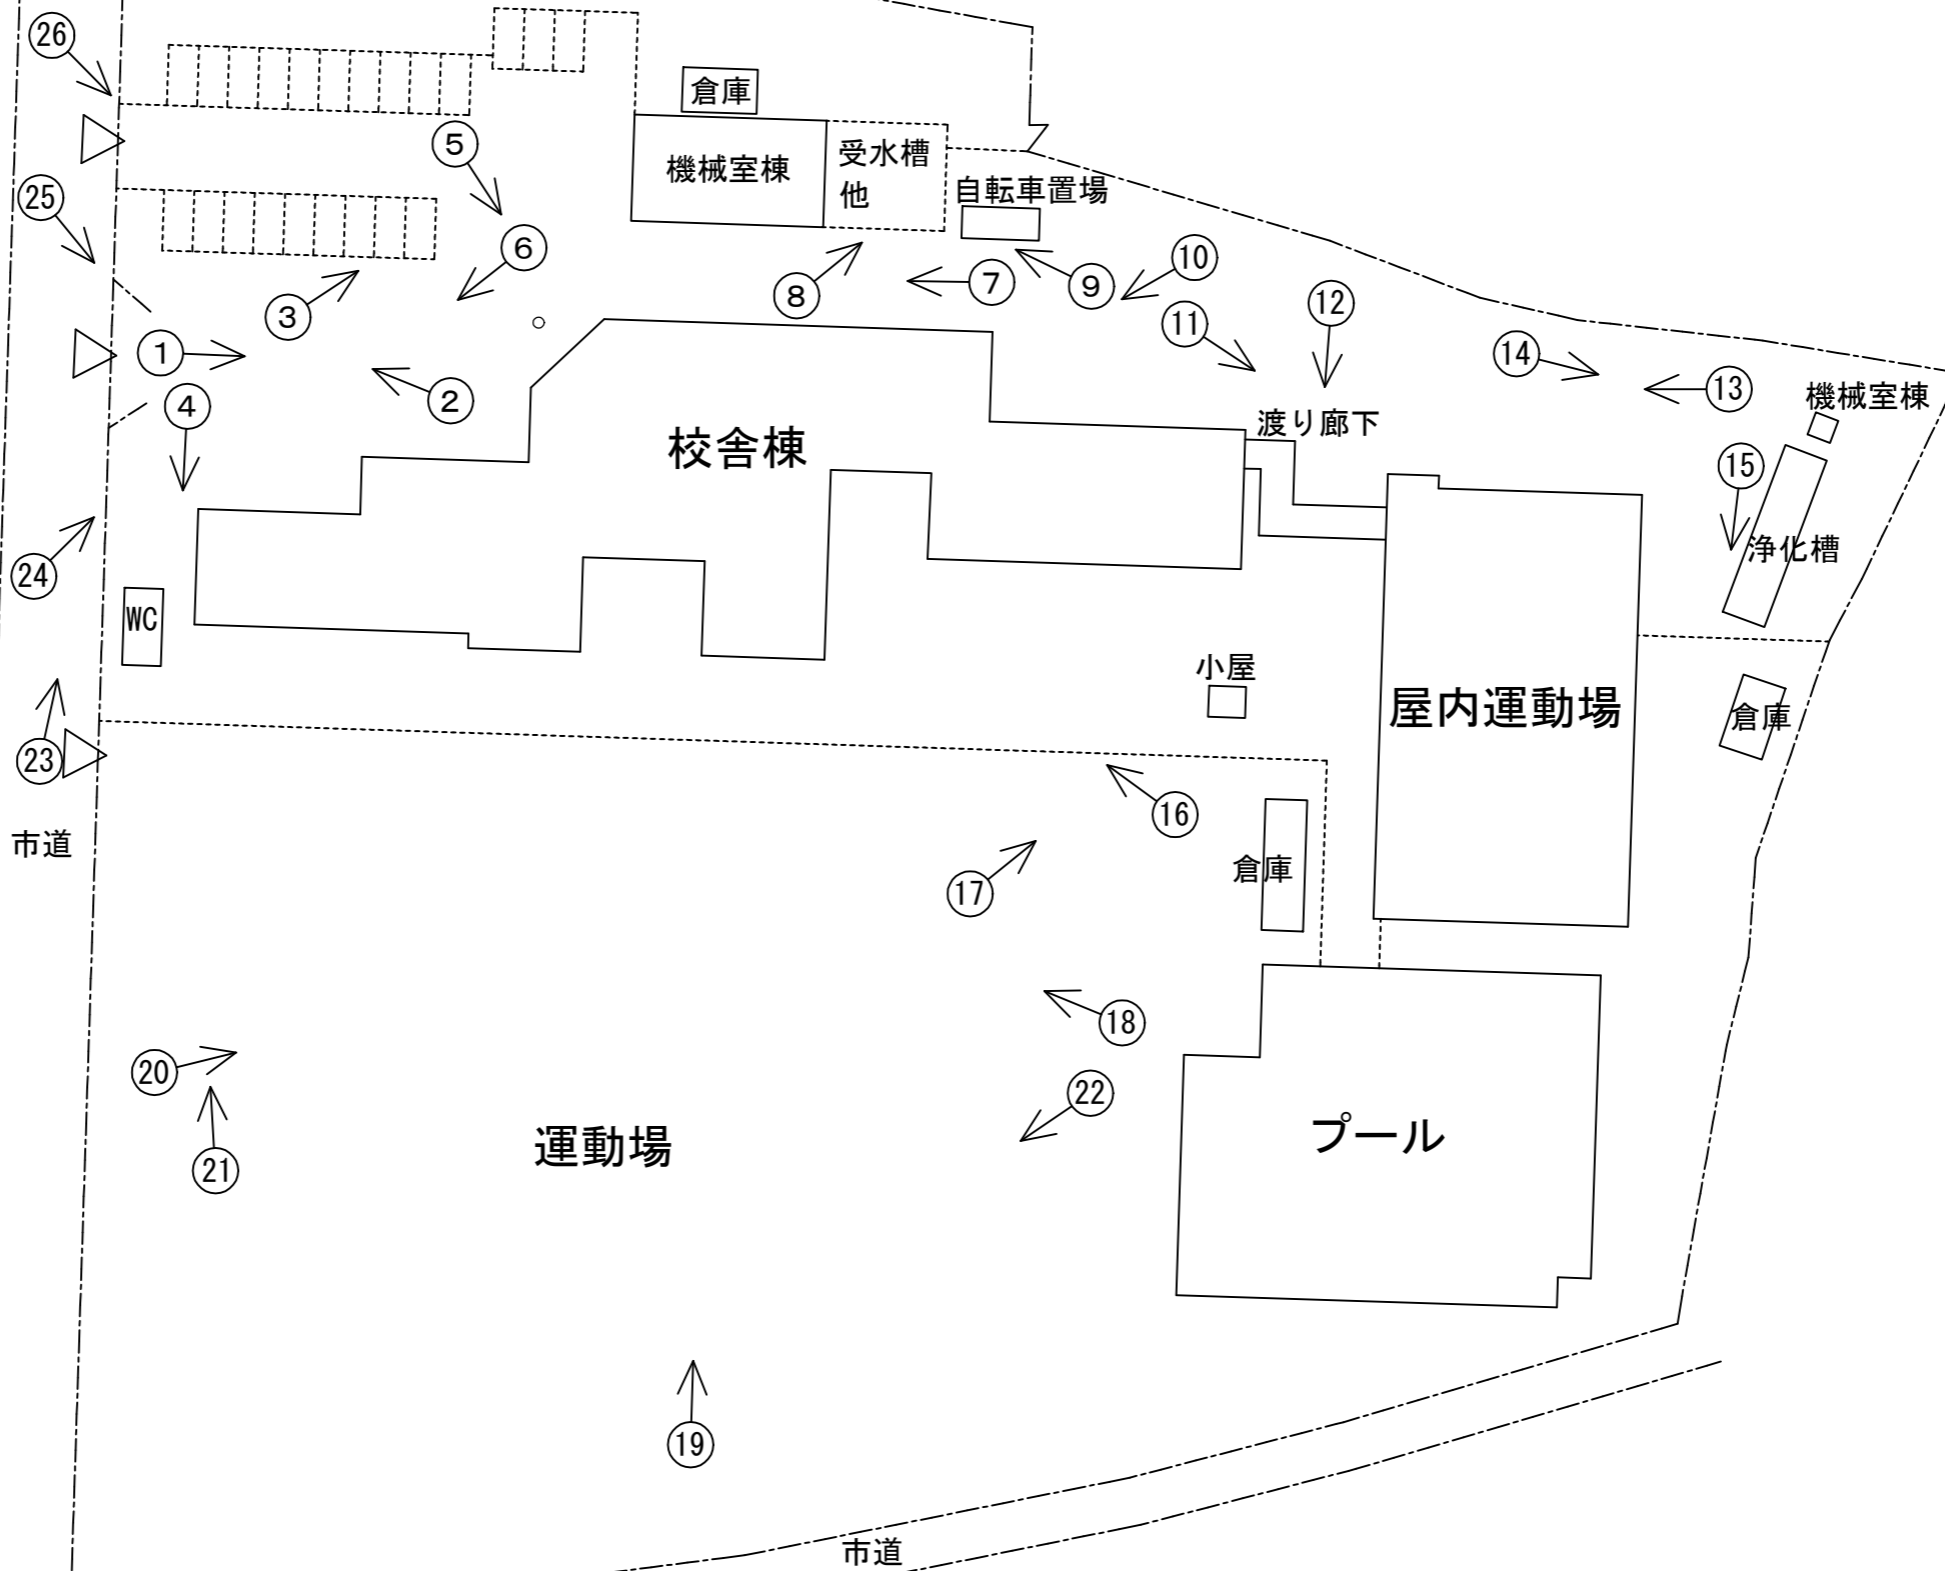 26
倉庫
5
機械室棟
受水槽
他
自転車置場
25
6
10
7
9
8
3
12
11
1
14
13
2
4
機械室棟
渡り廊下
校舎棟
15
浄化槽
24
WC
小屋
屋内運動場
倉庫
23
16
市道
倉庫
17
18
20
22
プール
運動場
21
19
市道